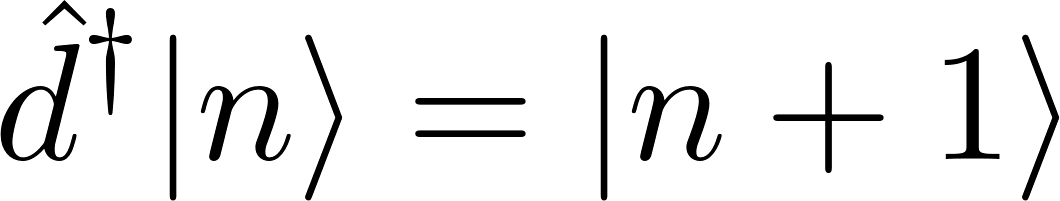 d̂† |n⟩ = |n + 1⟩